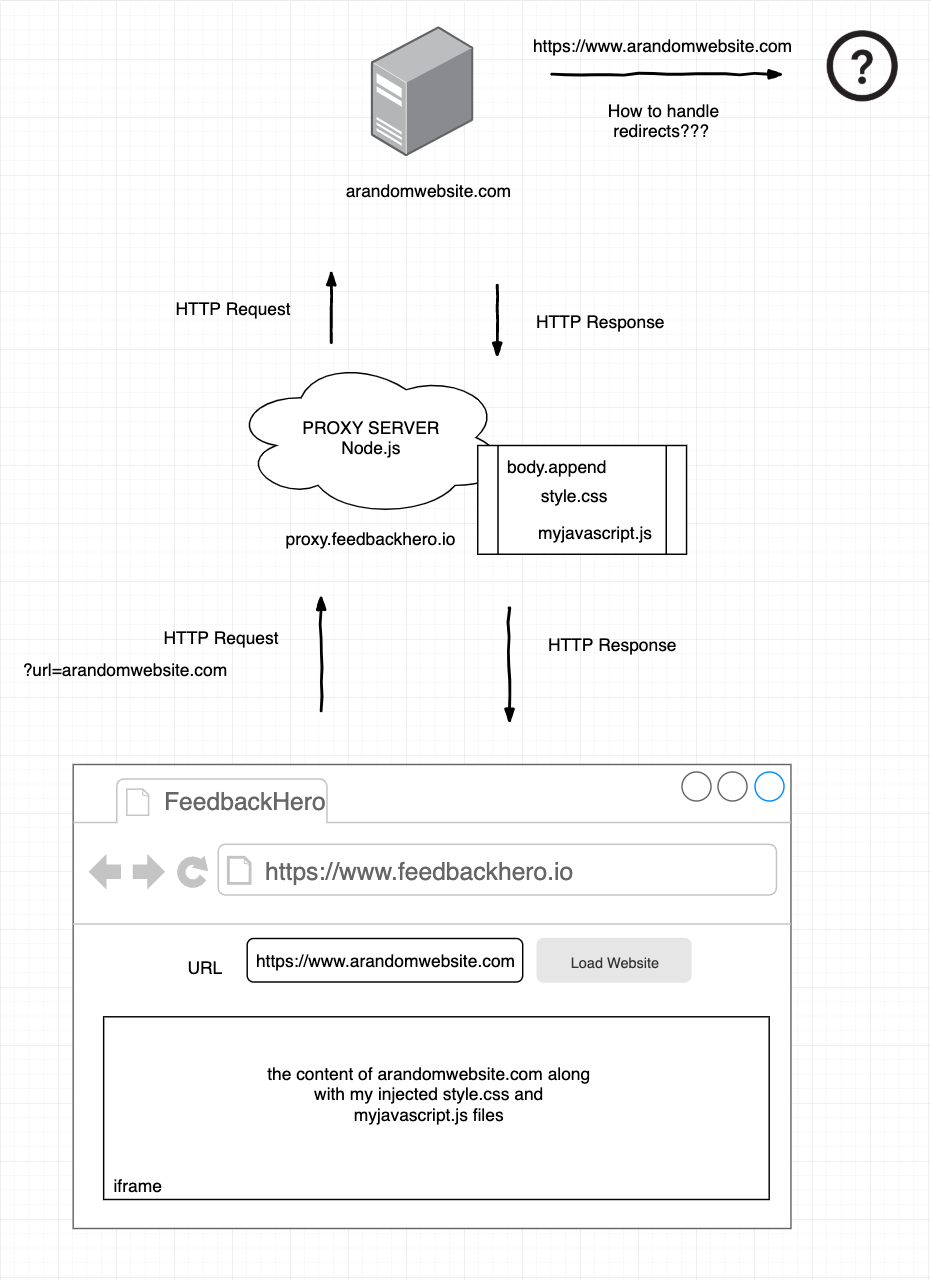 https://www.arandomwebsite.com
?
How to handle
redirects???
arandomwebsite.com
HTTP Request
HTTP Response
PROXY SERVER
Node.js
body.append
style.css
myjavascript.js
proxy.feedbackhero.io
HTTP Request
?url=arandomwebsite.com
HTTP Response
FeedbackHero
https://www.feedbackhero.io
URL
https://www.arandomwebsite.com
Load Website
the content of arandomwebsite.com along
with my injected style.css and
myjavascript.js files
iframe